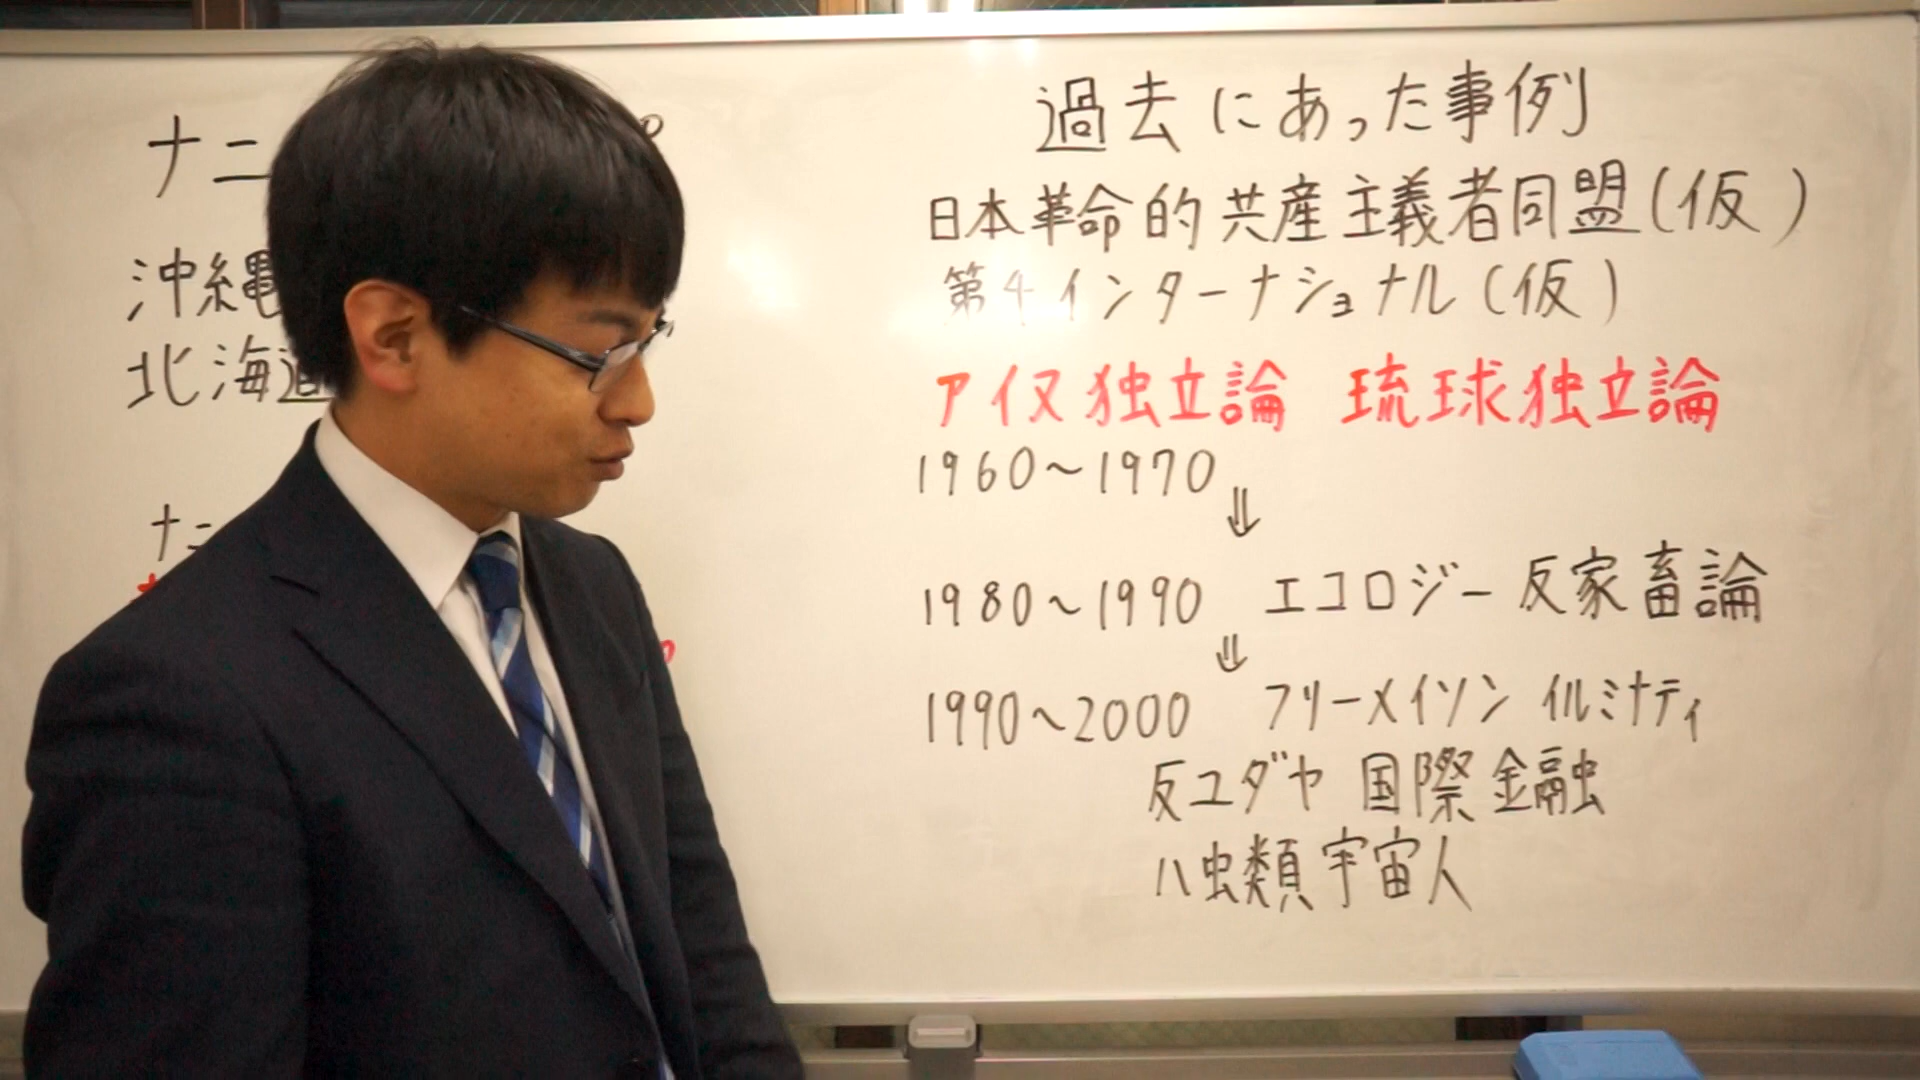 ナニ
沖縄
北海道
ナニ
過去にあった事例
日本革命的共産主義者同盟(仮)
第4インターナショナル(仮)
アイヌ独立論 琉球独立論
1960~1970
⇓
1980~1990 エコロジー 反家畜論
⇓
1990~2000 フリーメイソン イルミナティ
反ユダヤ 国際金融
ハ虫類宇宙人